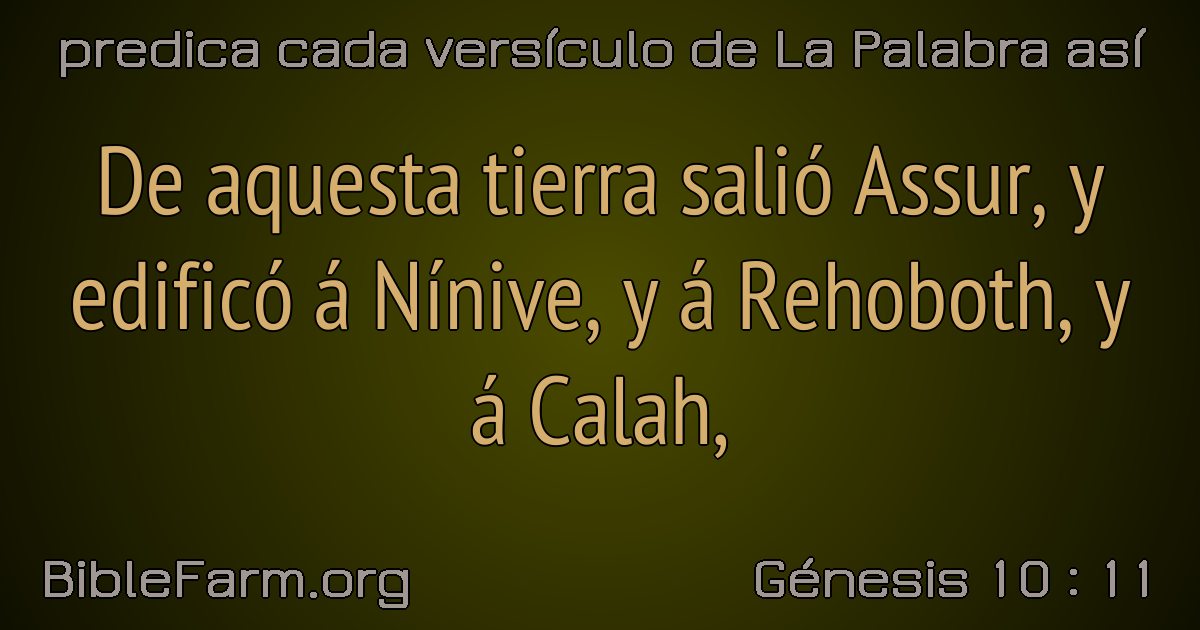 predica cada versículo de La Palabra así
De aquesta tierra salió Assur, y
edificó á Nínive, y á Rehoboth, y
á Calah,
BibleFarm.org
Génesis 10 : 11